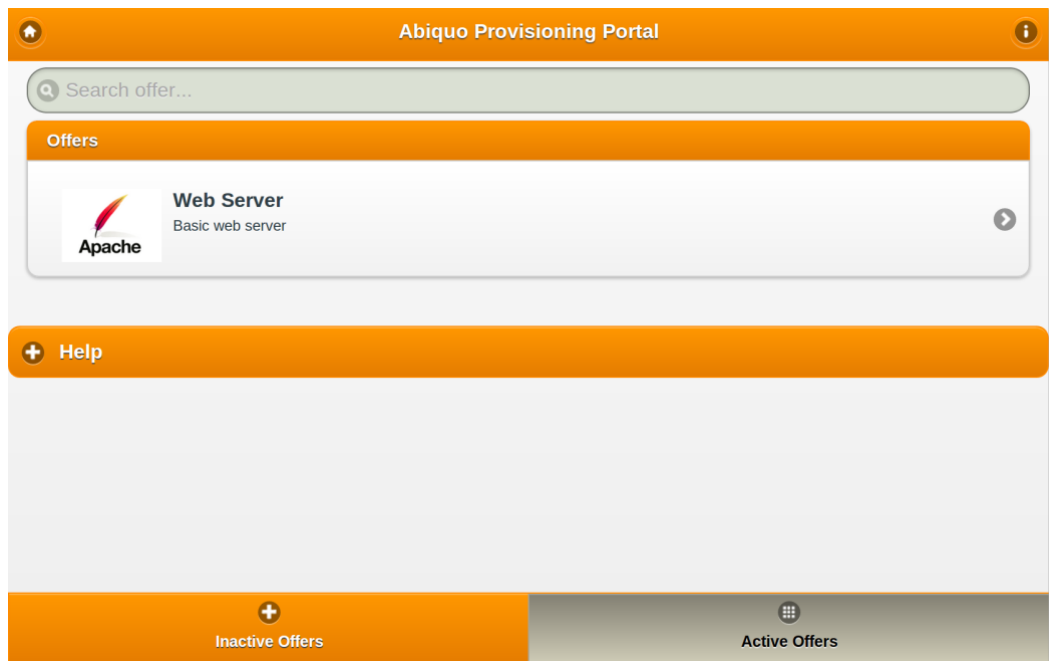 Abiquo Provisioning Portal
Search offer...
Offers
Web Server
Basic web server
Apache
Help
Inactive Offers
Active Offers